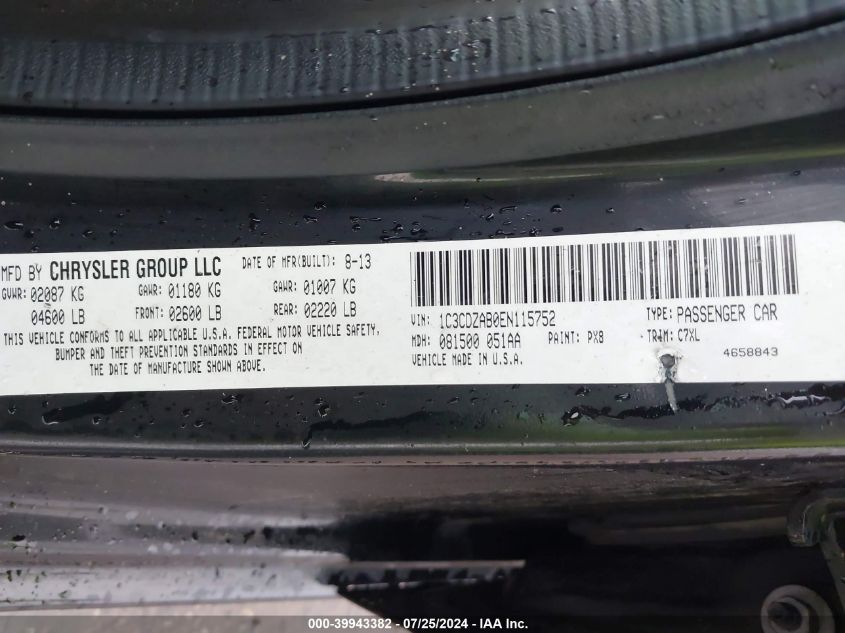 MFD BY CHRYSLER GROUP LLC DATE OF MFR(BUILT): 8-13
GVWR: 02087 KG GAWR: 01180 KG GAWR: 01007 KG
04600 LB FRONT: 02600 LB REAR: 02220 LB
THIS VEHICLE CONFORMS TO ALL APPLICABLE U.S.A. FEDERAL MOTOR VEHICLE SAFETY,
BUMPER AND THEFT PREVENTION STANDARDS IN EFFECT ON
THE DATE OF MANUFACTURE SHOWN ABOVE.
VIN: 1C3CDZAB0EN115752 TYPE: PASSENGER CAR
MDH: 081500 051AA PAINT: PX8 TRIM: C7XL
VEHICLE MADE IN U.S.A. 4658843
000-39943382 - 07/25/2024 - IAA Inc.